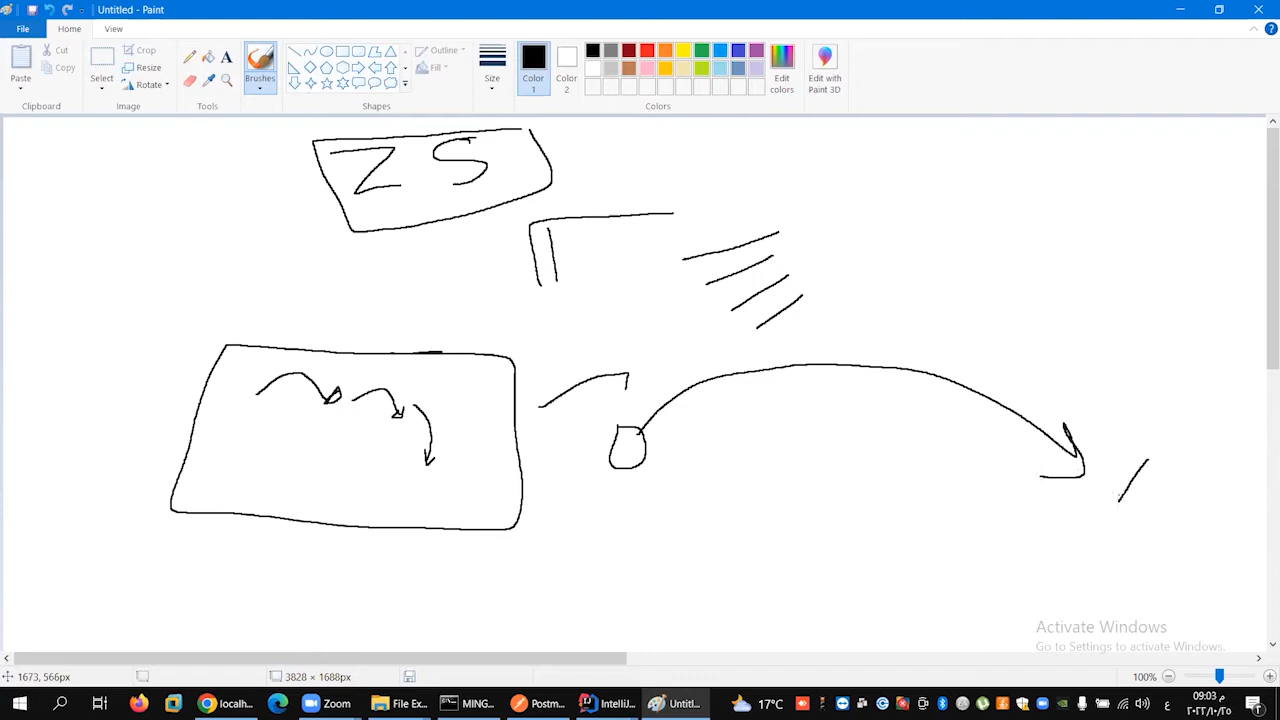 Untitled - Paint
File
Home
View
Paste
Cut
Copy
Clipboard
Select
Crop
Resize
Rotate
Image
Tools
Brushes
Shapes
Outline
Fill
Size
Color 1
Color 2
Edit colors
Colors
Edit with Paint 3D
ZS
Activate Windows
Go to Settings to activate Windows.
1673, 566px
3828 × 1688px
100%
localh...
Zoom
File Ex...
MING...
Postm...
IntelliJ...
Untitl...
17°C
09:03 م